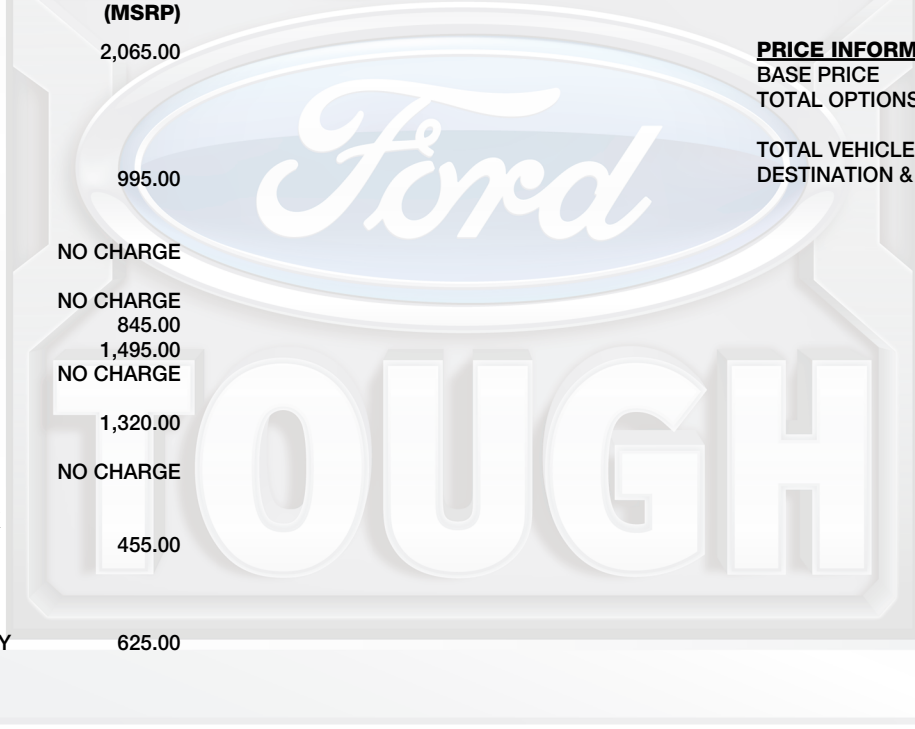 (MSRP)
2,065.00
995.00
NO CHARGE
NO CHARGE
845.00
1,495.00
NO CHARGE
1,320.00
NO CHARGE
455.00
Y 625.00
PRICE INFORM
BASE PRICE
TOTAL OPTIONS
TOTAL VEHICLE
DESTINATION &
Ford
TOUGH